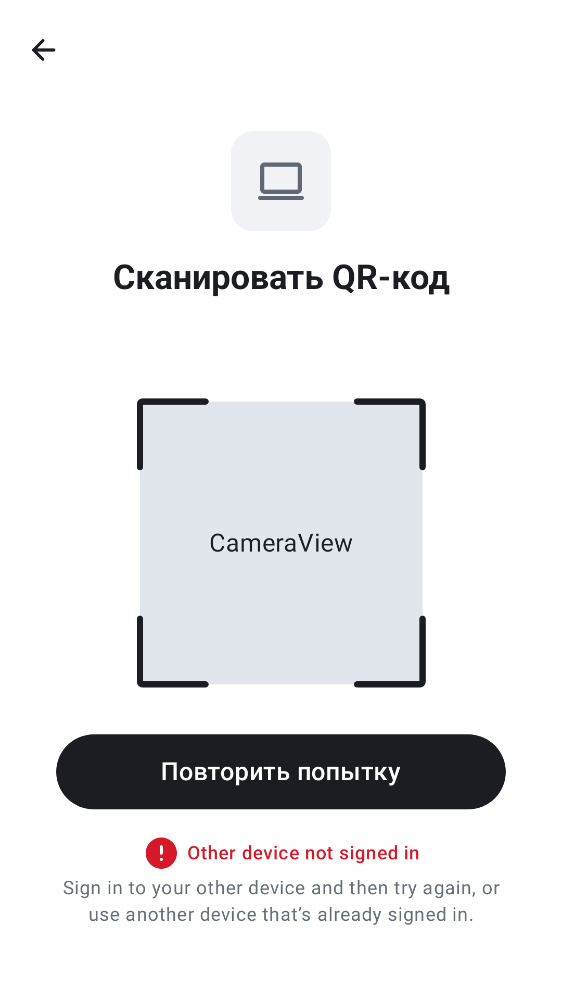 Сканировать QR-код
CameraView
Повторить попытку
Other device not signed in
Sign in to your other device and then try again, or
use another device that’s already signed in.